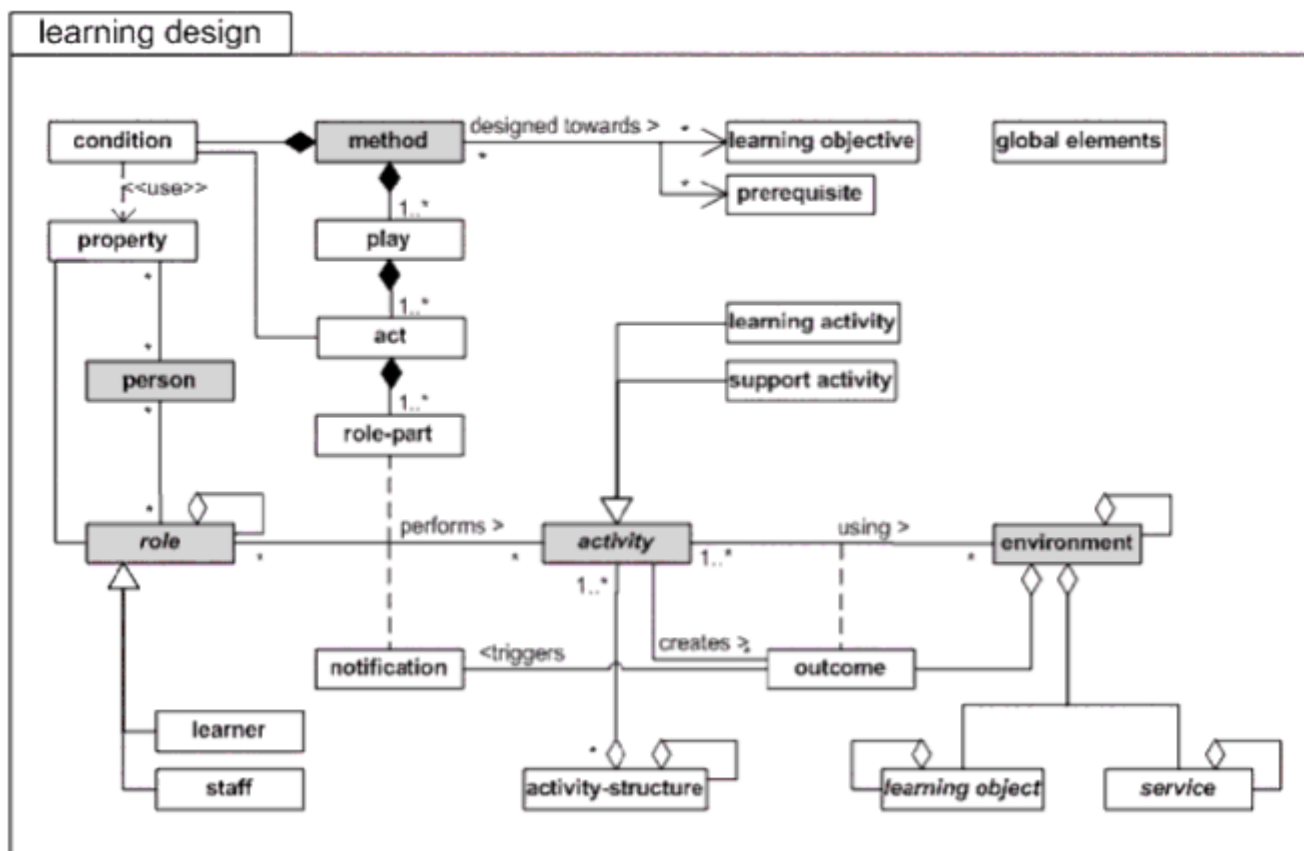 learning design
condition
method
designed towards >
*
*
learning objective
global elements
<<use>>
*
prerequisite
1..*
property
play
*
1..*
learning activity
act
*
person
support activity
*
1..*
role-part
*
performs >
using >
role
activity
environment
*
*
1..*
*
1..*
creates >
*
notification
<triggers
outcome
learner
*
staff
activity-structure
learning object
service